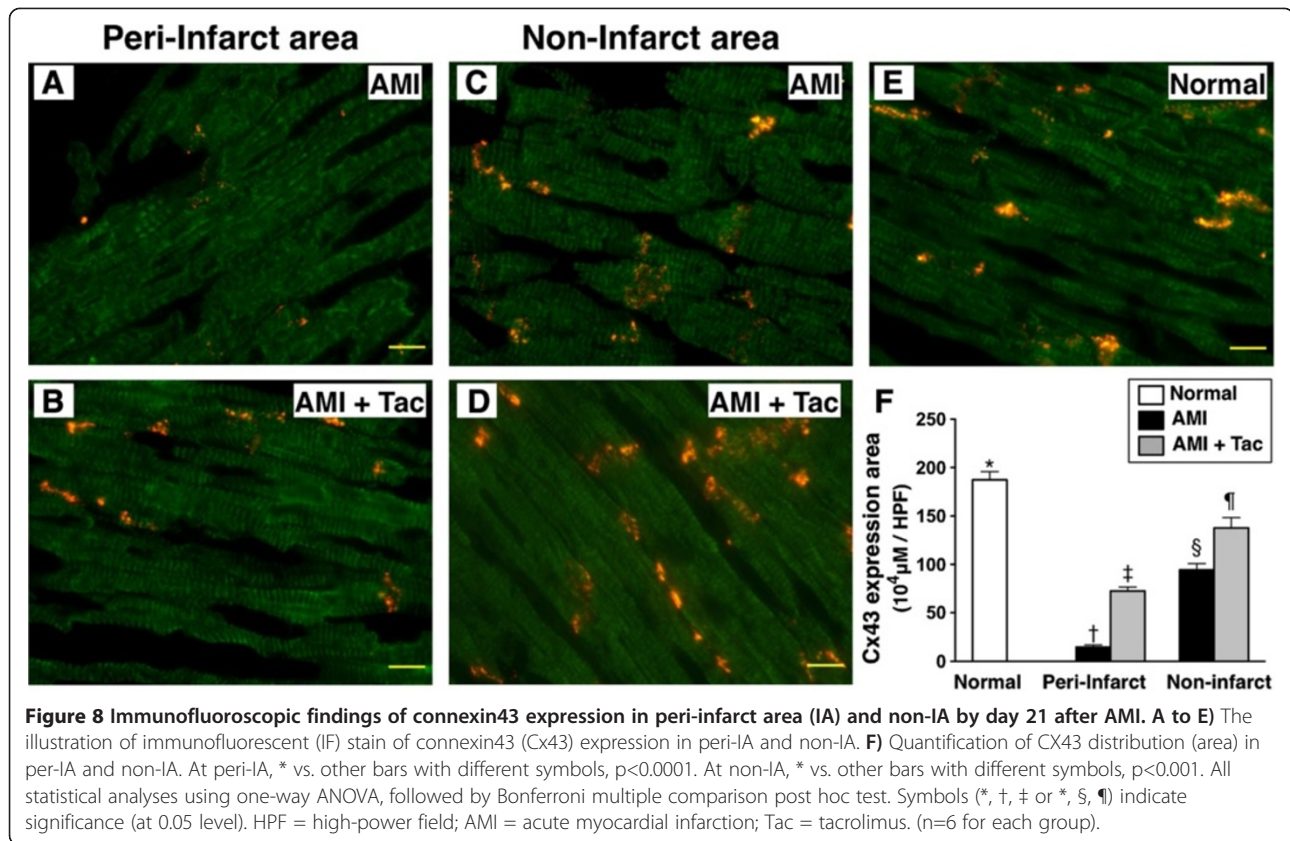 Peri-Infarct area
Non-Infarct area
A
AMI
C
AMI
E
Normal
B
AMI + Tac
D
AMI + Tac
F
Normal
AMI
AMI + Tac
Cx43 expression area
(10⁴μM / HPF)
250
200
150
100
50
0
*
†
‡
§
¶
Normal
Peri-Infarct
Non-infarct
Figure 8 Immunofluoroscopic findings of connexin43 expression in peri-infarct area (IA) and non-IA by day 21 after AMI. A to E) The
illustration of immunofluorescent (IF) stain of connexin43 (Cx43) expression in peri-IA and non-IA. F) Quantification of CX43 distribution (area) in
per-IA and non-IA. At peri-IA, * vs. other bars with different symbols, p<0.0001. At non-IA, * vs. other bars with different symbols, p<0.001. All
statistical analyses using one-way ANOVA, followed by Bonferroni multiple comparison post hoc test. Symbols (*, †, ‡ or *, §, ¶) indicate
significance (at 0.05 level). HPF = high-power field; AMI = acute myocardial infarction; Tac = tacrolimus. (n=6 for each group).